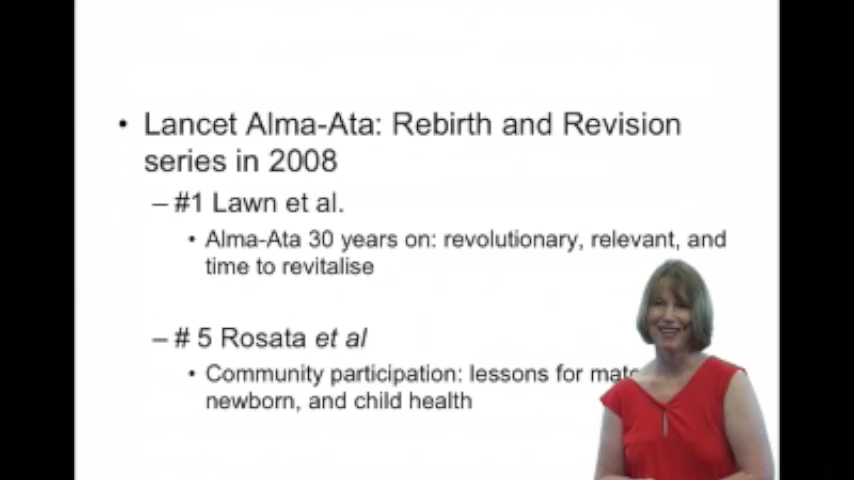 • Lancet Alma-Ata: Rebirth and Revision
series in 2008
– #1 Lawn et al.
• Alma-Ata 30 years on: revolutionary, relevant, and
time to revitalise
– # 5 Rosata et al
• Community participation: lessons for
newborn, and child health